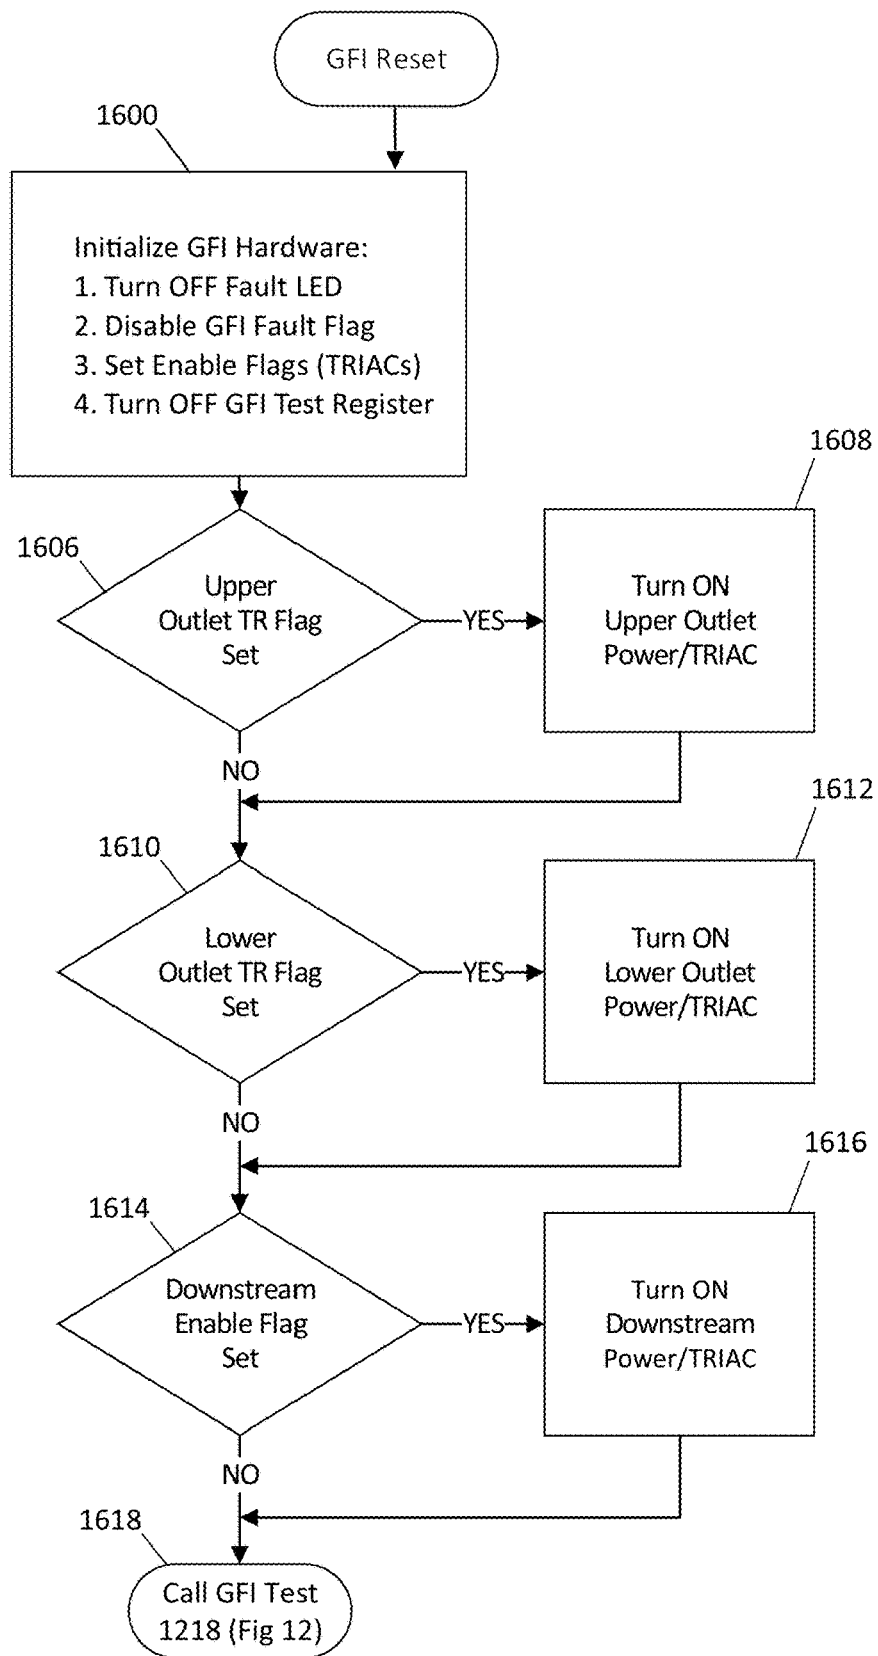 GFI Reset
1600
Initialize GFI Hardware:
1. Turn OFF Fault LED
2. Disable GFI Fault Flag
3. Set Enable Flags (TRIACs)
4. Turn OFF GFI Test Register
1606
Upper
Outlet TR Flag
Set
YES
1608
Turn ON
Upper Outlet
Power/TRIAC
NO
1610
Lower
Outlet TR Flag
Set
YES
1612
Turn ON
Lower Outlet
Power/TRIAC
NO
1614
Downstream
Enable Flag
Set
YES
1616
Turn ON
Downstream
Power/TRIAC
NO
1618
Call GFI Test
1218 (Fig 12)